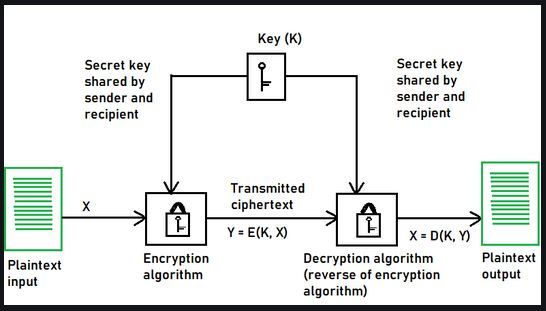 Key (K)
Secret key
shared by
sender and
recipient
Secret key
shared by
sender and
recipient
X
Transmitted
ciphertext
Y = E(K, X)
X = D(K, Y)
Plaintext
input
Encryption
algorithm
Decryption algorithm
(reverse of encryption
algorithm)
Plaintext
output